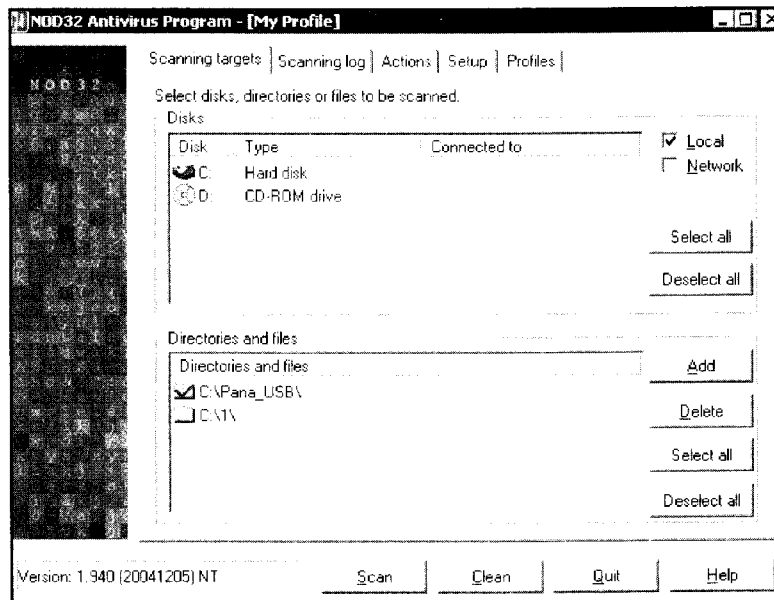 NOD32 Antivirus Program - [My Profile]
NOD32
Scanning targets Scanning log Actions Setup Profiles
Select disks, directories or files to be scanned.
Disks
Disk Type Connected to
C: Hard disk
D: CD-ROM drive
Local
Network
Select all
Deselect all
Directories and files
Directories and files
C:\Pana_USB\
C:\1\
Add
Delete
Select all
Deselect all
Version: 1.940 (20041205) NT
Scan Clean Quit Help